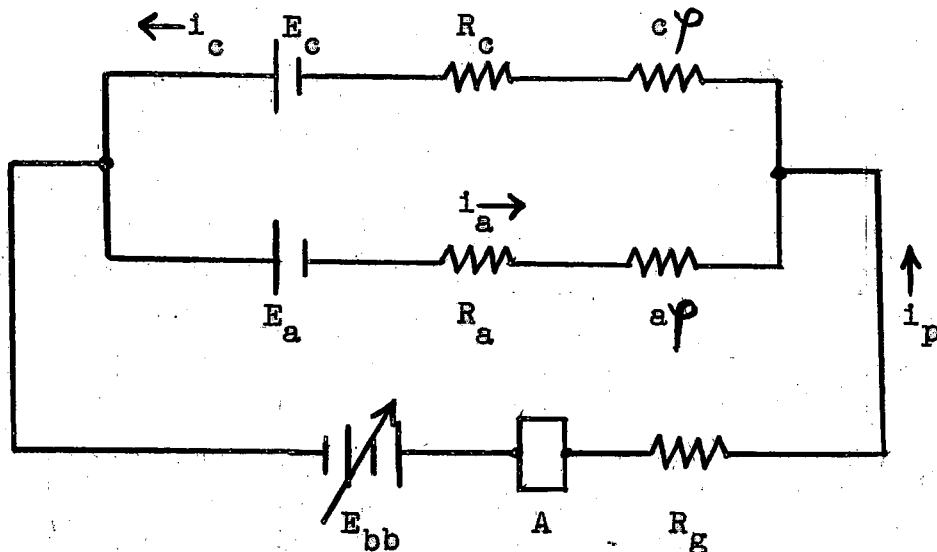 ←i_c E_c R_c cφ
i_a→
E_a R_a aφ
i_p
E_bb A R_g